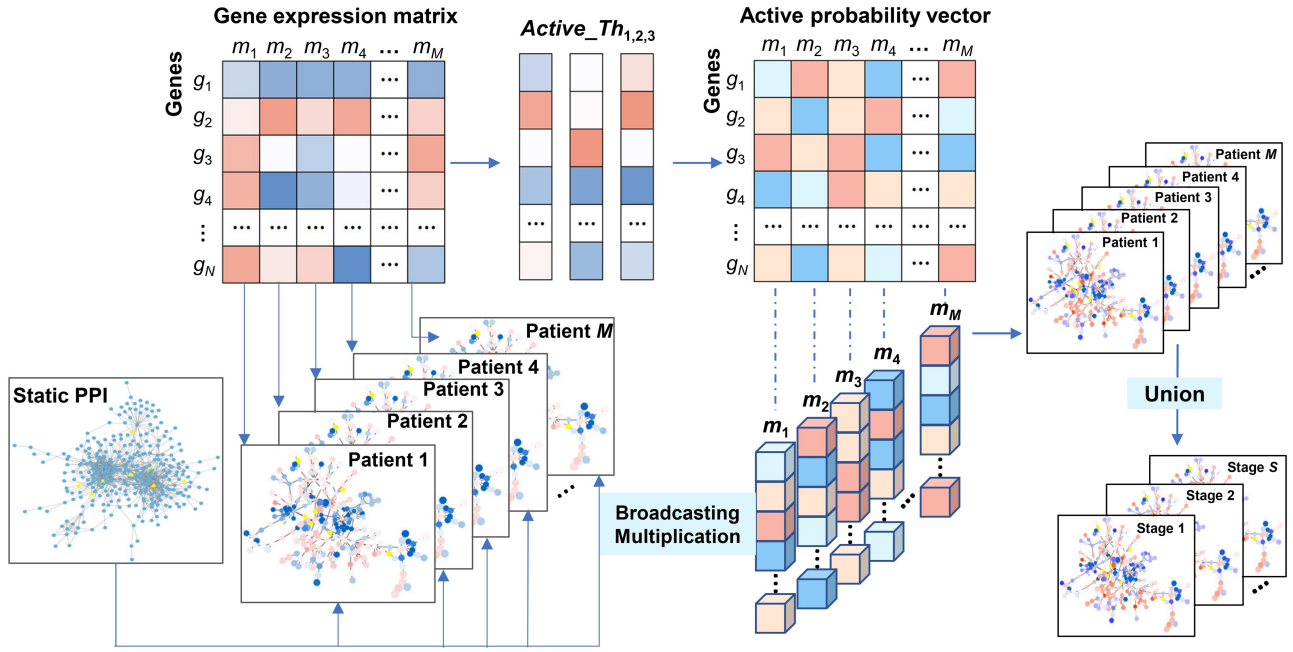 Gene expression matrix
m1 m2 m3 m4 ... mM
Genes
g1 ...
g2 ...
g3 ...
g4 ...
⋮ ... ... ... ... ... ...
gN ...
Active_Th1,2,3
... ... ...
Active probability vector
m1 m2 m3 m4 ... mM
Genes
g1 ...
g2 ...
g3 ...
g4 ...
⋮ ... ... ... ... ... ...
gN ...
Static PPI
Patient M
Patient 4
Patient 3
Patient 2
Patient 1
Broadcasting
Multiplication
m1
m2
m3
m4
mM
Patient M
Patient 4
Patient 3
Patient 2
Patient 1
Union
Stage S
Stage 2
Stage 1